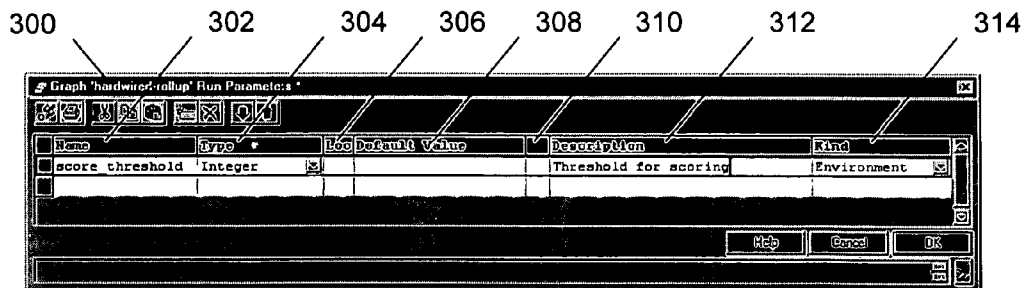 300 302 304 306 308 310 312 314
Graph 'hardwired-rollup' Run Parameters *
Name Type Loc Default Value Description Kind
score threshold Integer Threshold for scoring Environment
Help Cancel OK